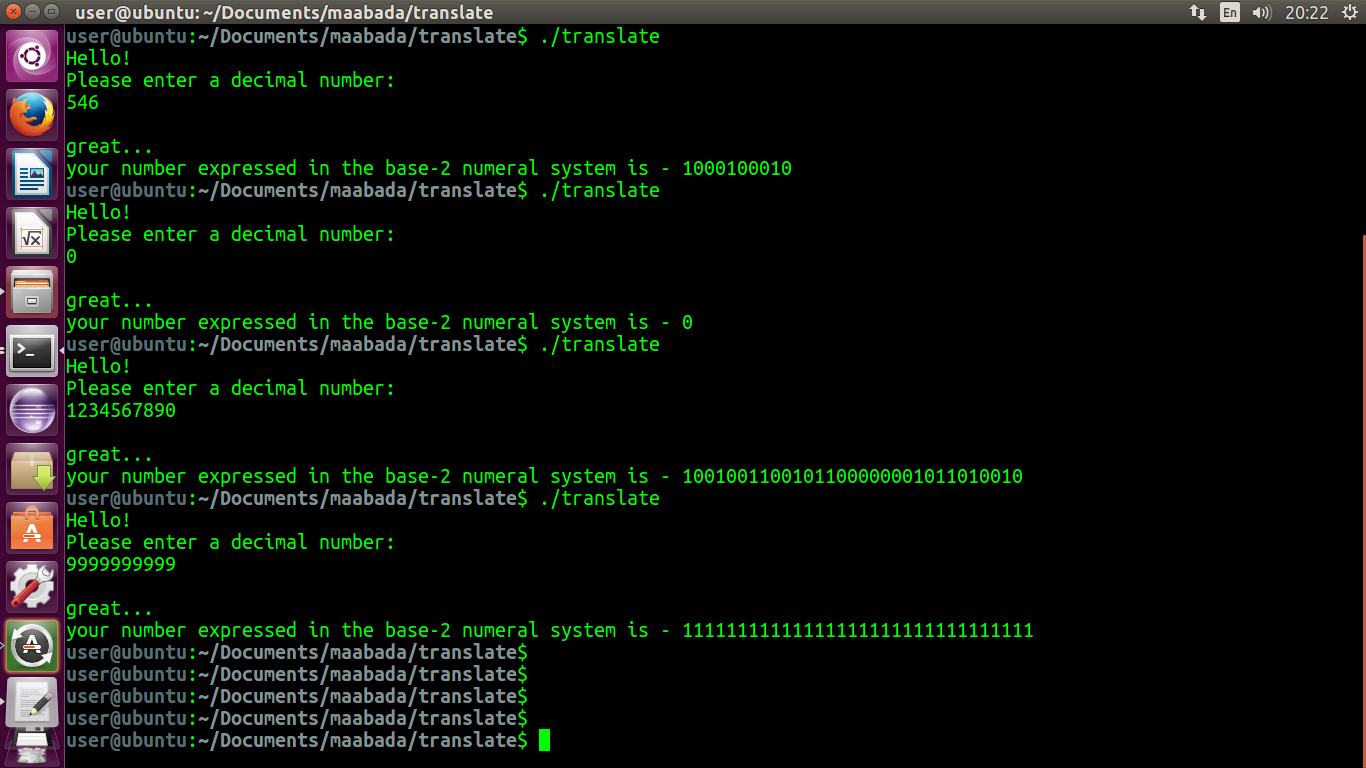 user@ubuntu: ~/Documents/maabada/translate
En
20:22
user@ubuntu:~/Documents/maabada/translate$ ./translate
Hello!
Please enter a decimal number:
546
great...
your number expressed in the base-2 numeral system is - 1000100010
user@ubuntu:~/Documents/maabada/translate$ ./translate
Hello!
Please enter a decimal number:
0
great...
your number expressed in the base-2 numeral system is - 0
user@ubuntu:~/Documents/maabada/translate$ ./translate
Hello!
Please enter a decimal number:
1234567890
great...
your number expressed in the base-2 numeral system is - 1001001100101100000001011010010
user@ubuntu:~/Documents/maabada/translate$ ./translate
Hello!
Please enter a decimal number:
9999999999
great...
your number expressed in the base-2 numeral system is - 11111111111111111111111111111111
user@ubuntu:~/Documents/maabada/translate$
user@ubuntu:~/Documents/maabada/translate$
user@ubuntu:~/Documents/maabada/translate$
user@ubuntu:~/Documents/maabada/translate$
user@ubuntu:~/Documents/maabada/translate$